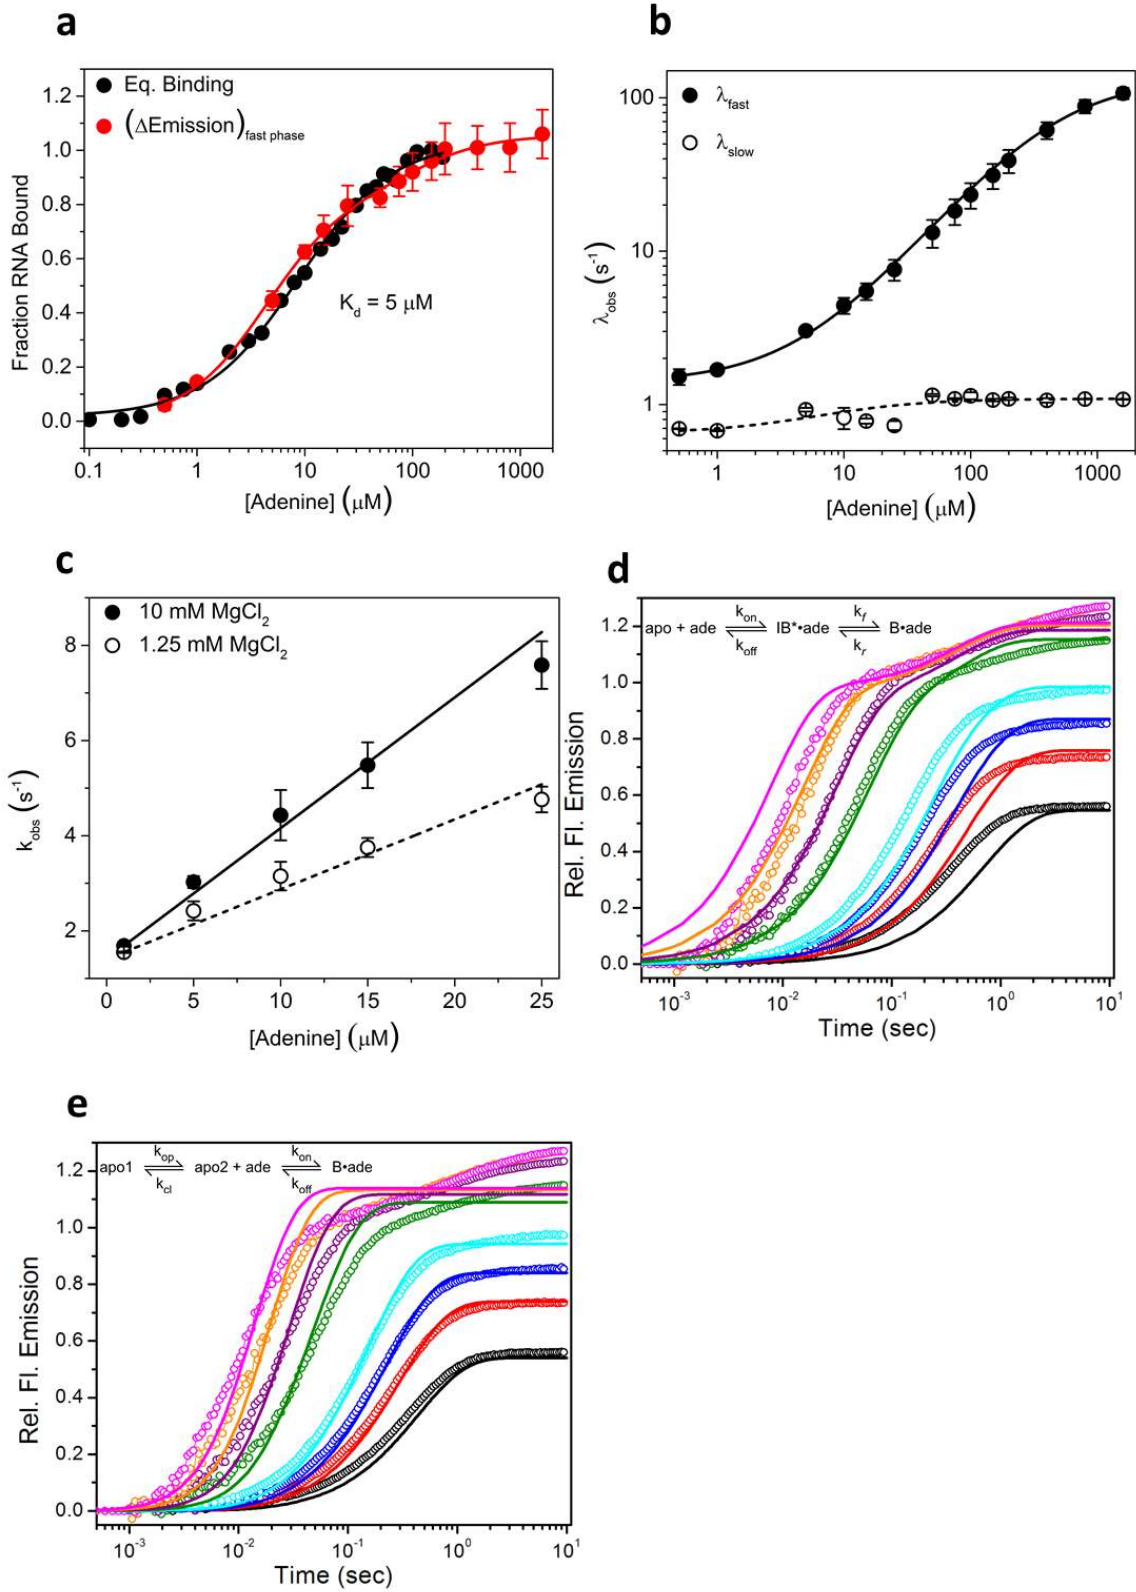 a
Eq. Binding
(ΔEmission)fast phase
Kd = 5 μM
Fraction RNA Bound
1.2
1.0
0.8
0.6
0.4
0.2
0.0
0.1 1 10 100 1000
[Adenine] (μM)
b
λfast
λslow
λobs (s-1)
100
10
1
1 10 100 1000
[Adenine] (μM)
c
10 mM MgCl2
1.25 mM MgCl2
kobs (s-1)
8
6
4
2
0 5 10 15 20 25
[Adenine] (μM)
d
apo + ade kon koff IB*•ade kf kr B•ade
Rel. Fl. Emission
1.2
1.0
0.8
0.6
0.4
0.2
0.0
10-3 10-2 10-1 100 101
Time (sec)
e
apo1 kop kcl apo2 + ade kon koff B•ade
Rel. Fl. Emission
1.2
1.0
0.8
0.6
0.4
0.2
0.0
10-3 10-2 10-1 100 101
Time (sec)